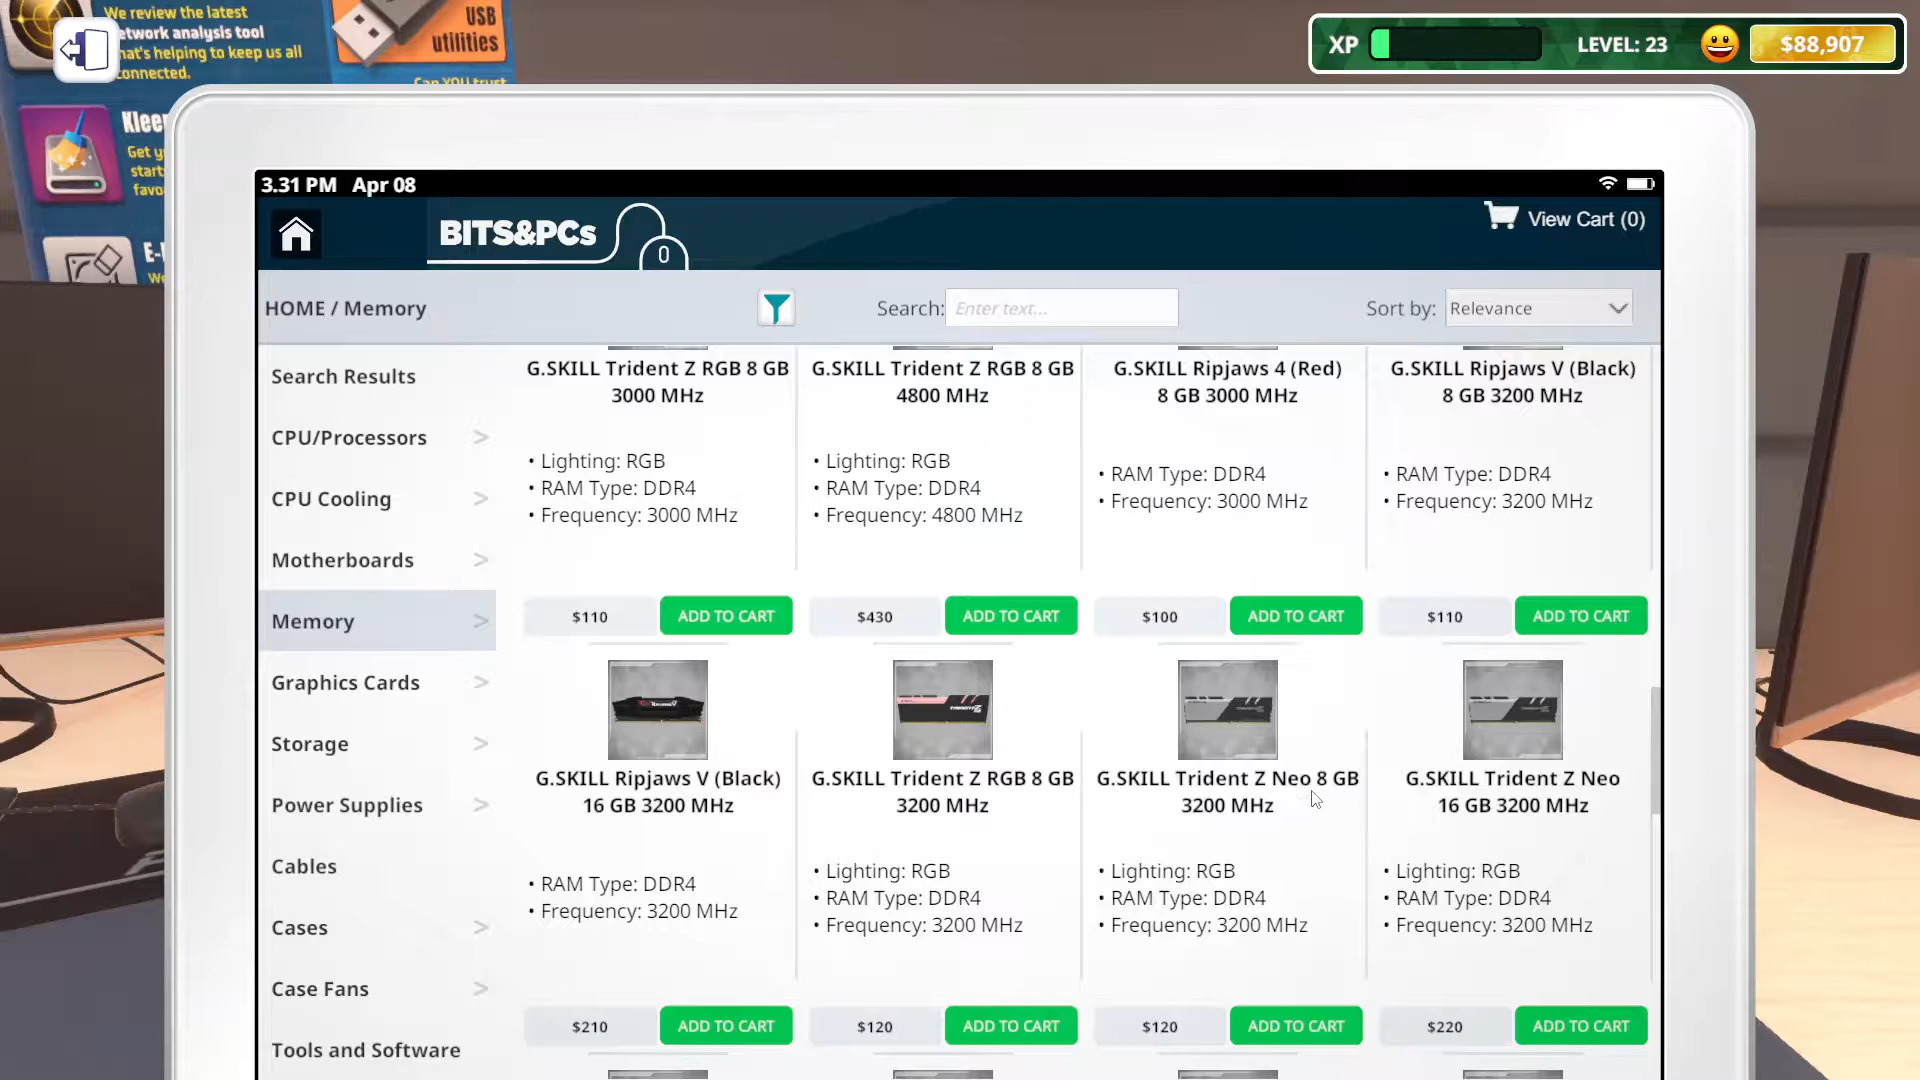 We review the latest
etwork analysis tool
hat's helping to keep us all
connected.
USB
utilities
Can YOU trust
XP
LEVEL: 23
$88,907
Get y
start
favo
3.31 PM Apr 08
BITS&PCs
View Cart (0)
HOME / Memory
Search:
Enter text...
Sort by:
Relevance
Search Results
CPU/Processors >
CPU Cooling >
Motherboards >
Memory >
Graphics Cards >
Storage >
Power Supplies >
Cables
Cases >
Case Fans >
Tools and Software
G.SKILL Trident Z RGB 8 GB
3000 MHz
• Lighting: RGB
• RAM Type: DDR4
• Frequency: 3000 MHz
$110 ADD TO CART
G.SKILL Trident Z RGB 8 GB
4800 MHz
• Lighting: RGB
• RAM Type: DDR4
• Frequency: 4800 MHz
$430 ADD TO CART
G.SKILL Ripjaws 4 (Red)
8 GB 3000 MHz
• RAM Type: DDR4
• Frequency: 3000 MHz
$100 ADD TO CART
G.SKILL Ripjaws V (Black)
8 GB 3200 MHz
• RAM Type: DDR4
• Frequency: 3200 MHz
$110 ADD TO CART
G.SKILL Ripjaws V (Black)
16 GB 3200 MHz
• RAM Type: DDR4
• Frequency: 3200 MHz
$210 ADD TO CART
TRIDENT Z
G.SKILL Trident Z RGB 8 GB
3200 MHz
• Lighting: RGB
• RAM Type: DDR4
• Frequency: 3200 MHz
$120 ADD TO CART
G.SKILL Trident Z Neo 8 GB
3200 MHz
• Lighting: RGB
• RAM Type: DDR4
• Frequency: 3200 MHz
$120 ADD TO CART
G.SKILL Trident Z Neo
16 GB 3200 MHz
• Lighting: RGB
• RAM Type: DDR4
• Frequency: 3200 MHz
$220 ADD TO CART